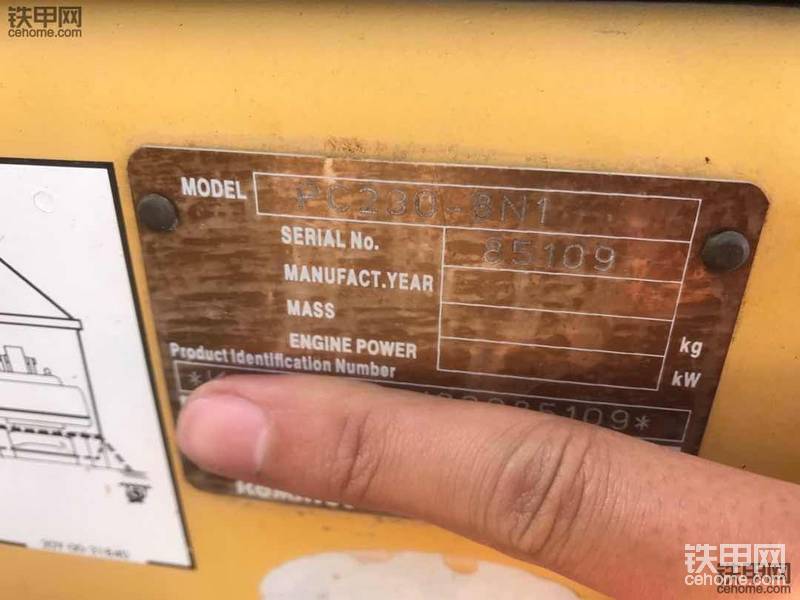 铁甲网
cehome.com
MODEL PC230-8N1
SERIAL No. 85109
MANUFACT.YEAR
MASS kg
ENGINE POWER kW
Product Identification Number
85109*
铁甲网
cehome.com